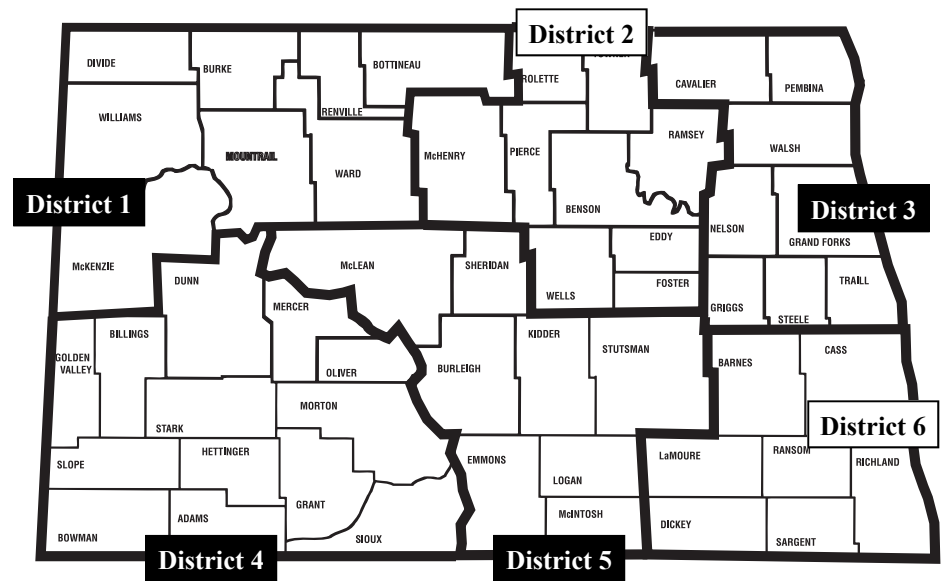 District 2
DIVIDE
BURKE
BOTTINEAU
ROLETTE
CAVALIER
PEMBINA
RENVILLE
WILLIAMS
MOUNTRAIL
WARD
McHENRY
PIERCE
RAMSEY
WALSH
District 1
BENSON
NELSON
District 3
GRAND FORKS
EDDY
McKENZIE
DUNN
McLEAN
SHERIDAN
WELLS
FOSTER
TRAILL
MERCER
GRIGGS
STEELE
BILLINGS
GOLDEN
VALLEY
KIDDER
STUTSMAN
BARNES
CASS
OLIVER
BURLEIGH
MORTON
STARK
District 6
SLOPE
HETTINGER
EMMONS
LOGAN
LaMOURE
RANSOM
RICHLAND
GRANT
McINTOSH
DICKEY
ADAMS
BOWMAN
SIOUX
SARGENT
District 4
District 5